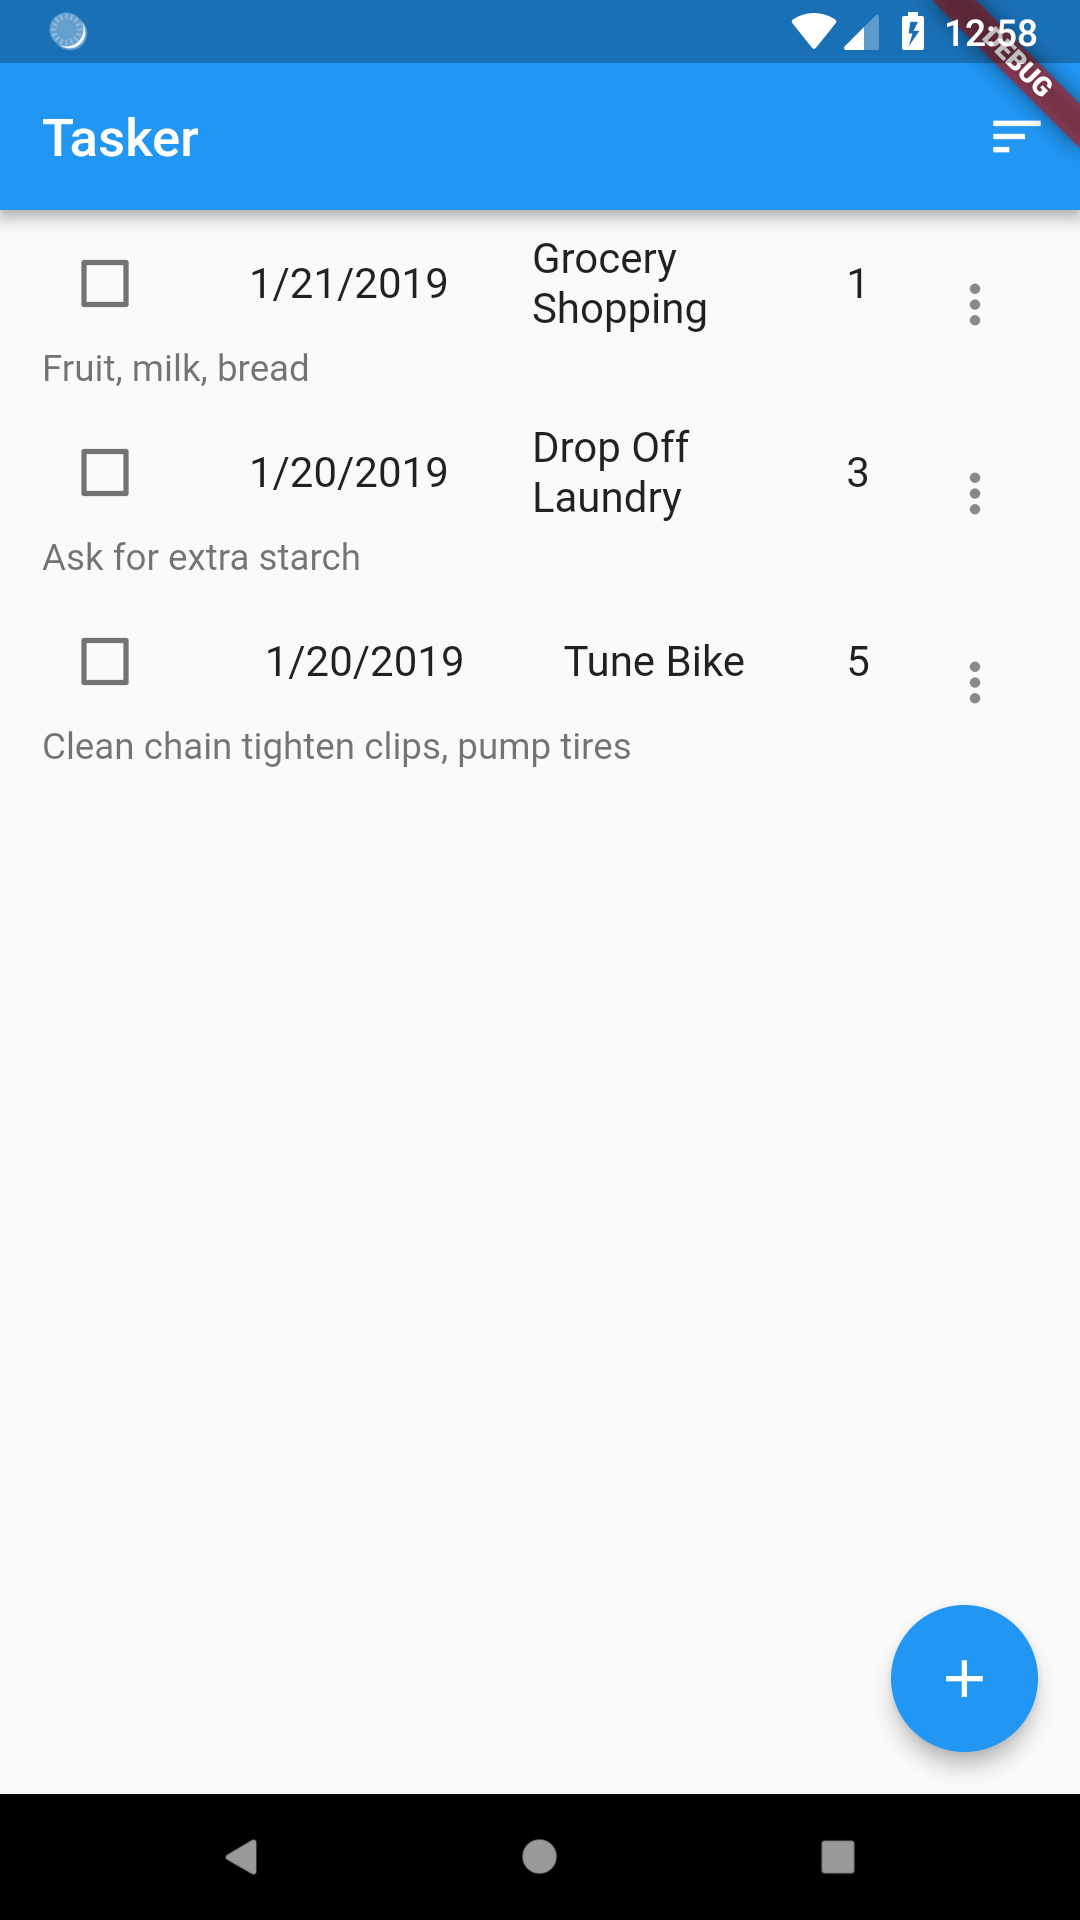 12:58
DEBUG
Tasker
1/21/2019 Grocery Shopping 1
Fruit, milk, bread
1/20/2019 Drop Off Laundry 3
Ask for extra starch
1/20/2019 Tune Bike 5
Clean chain tighten clips, pump tires